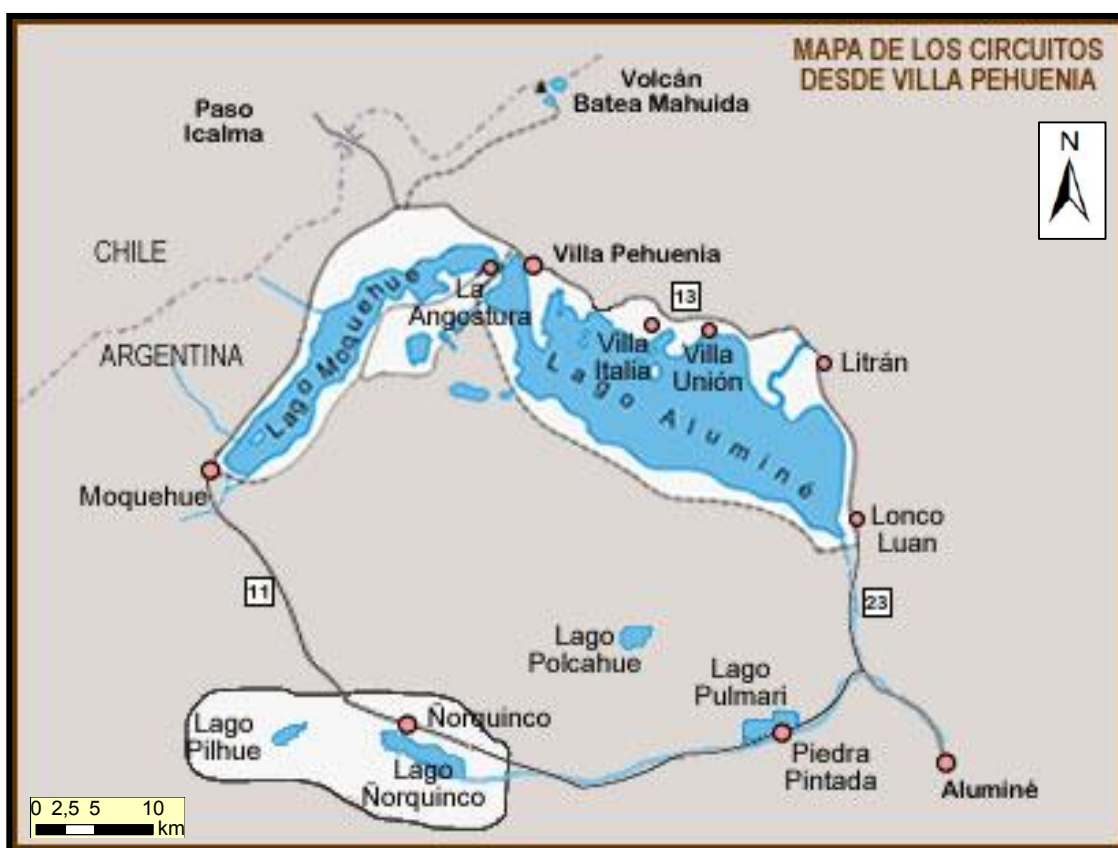 MAPA DE LOS CIRCUITOS
DESDE VILLA PEHUENIA
Volcán
Batea Mahuida
Paso
Icalma
N
CHILE
Villa Pehuenia
La
Angostura
13
Lago Moquehue
ARGENTINA
Villa
Italia
Villa
Unión
Litrán
Lago Aluminé
Moquehue
Lonco
Luan
11
23
Lago
Polcahue
Lago
Pulmari
Lago
Pilhue
Ñorquinco
Lago
Ñorquinco
Piedra
Pintada
Aluminé
0 2,5 5 10
km